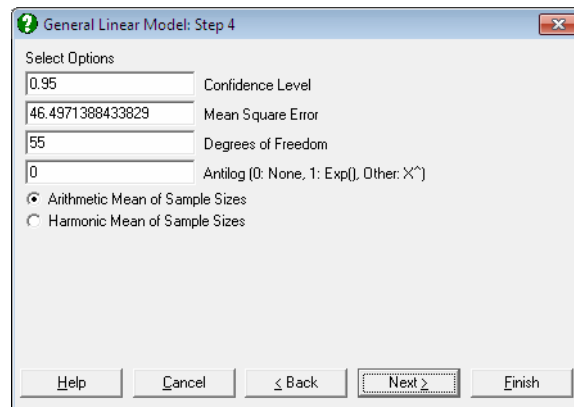 General Linear Model: Step 4
Select Options
0.95 Confidence Level
46.4971388433829 Mean Square Error
55 Degrees of Freedom
0 Antilog (0: None, 1: Exp(), Other: X^)
Arithmetic Mean of Sample Sizes
Harmonic Mean of Sample Sizes
Help Cancel < Back Next > Finish